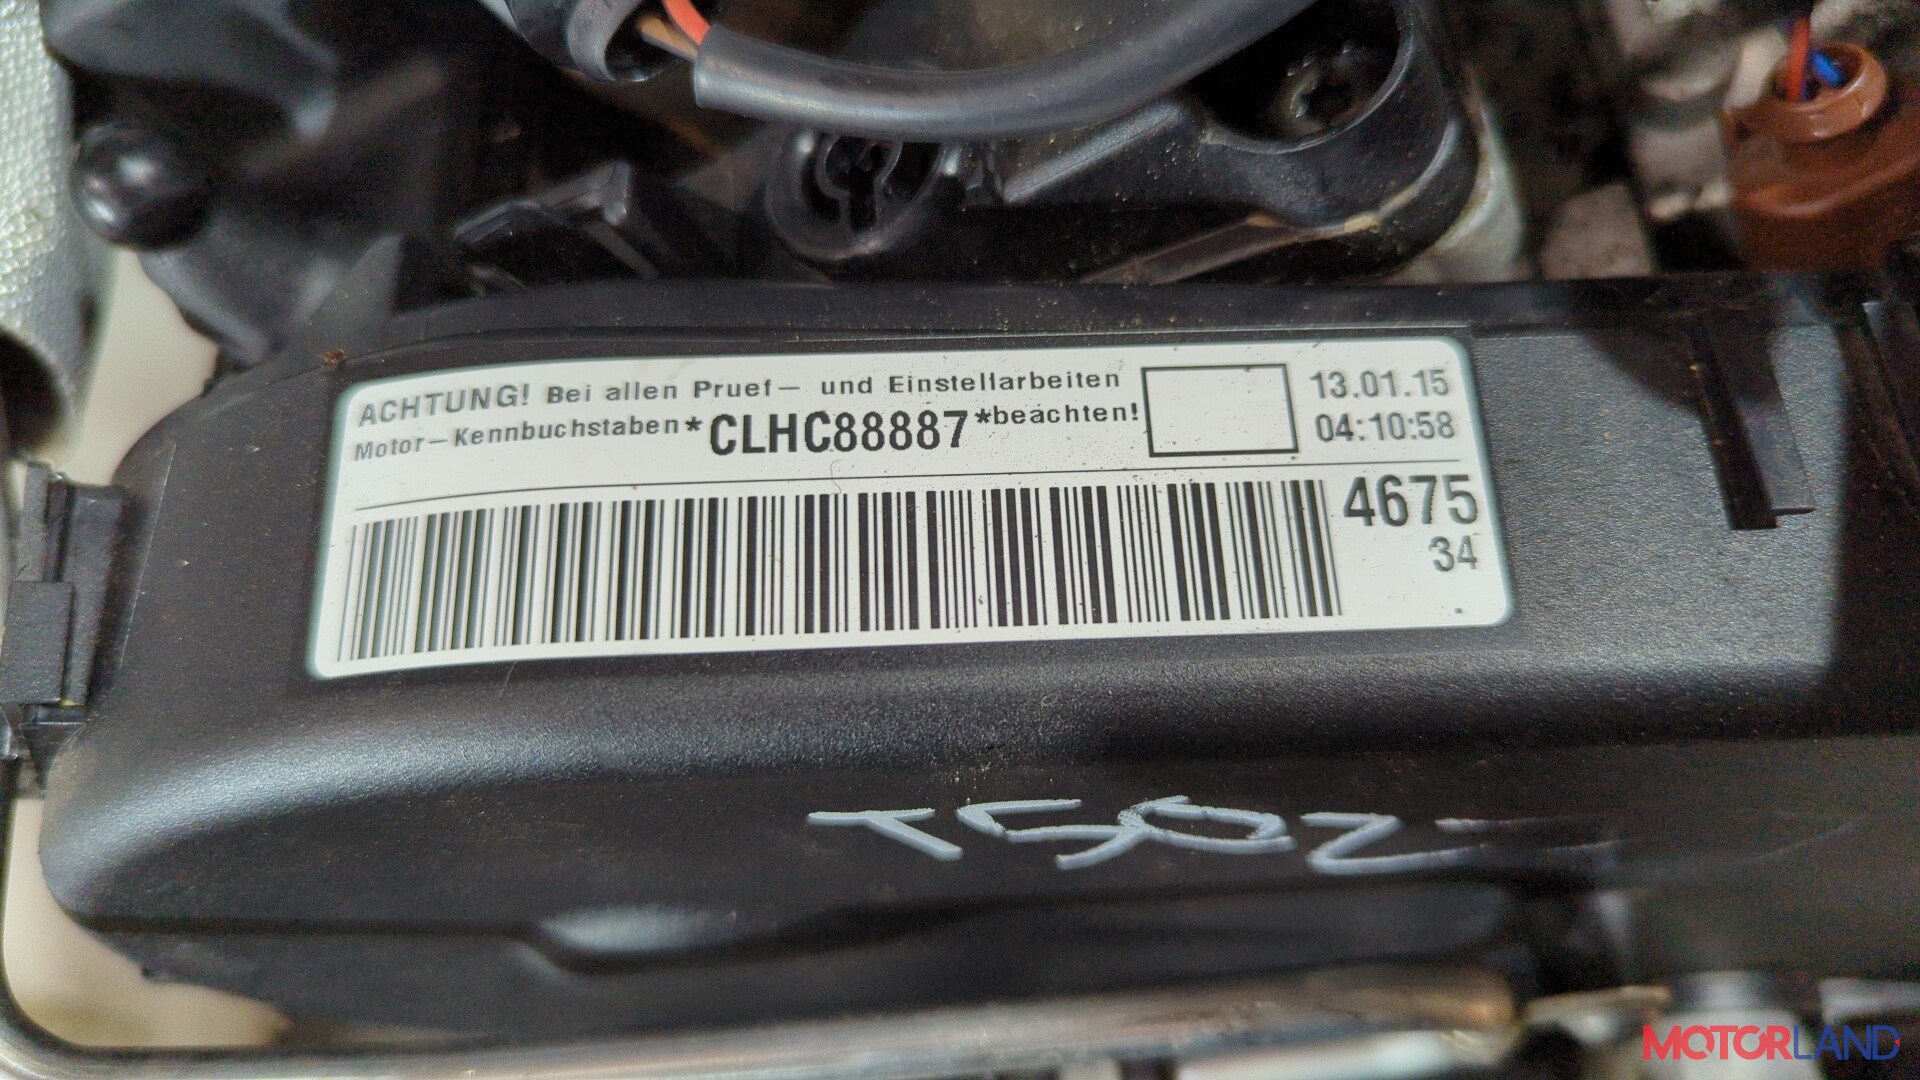 ACHTUNG! Bei allen Pruef— und Einstellarbeiten
Motor—Kennbuchstaben*CLHC88887*beachten!
13.01.15
04:10:58
4675
34
T50Z
MOTORLAND